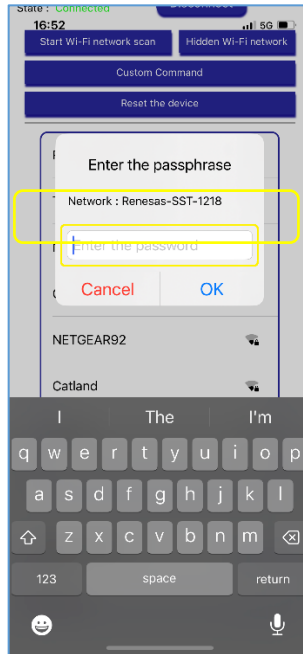 State : Connected
Disconnect
16:52
5G
Start Wi-Fi network scan
Hidden Wi-Fi network
Custom Command
Reset the device
Enter the passphrase
Network : Renesas-SST-1218
Enter the password
Cancel
OK
NETGEAR92
Catland
I
The
I'm
q w e r t y u i o p
a s d f g h j k l
z x c v b n m
123
space
return